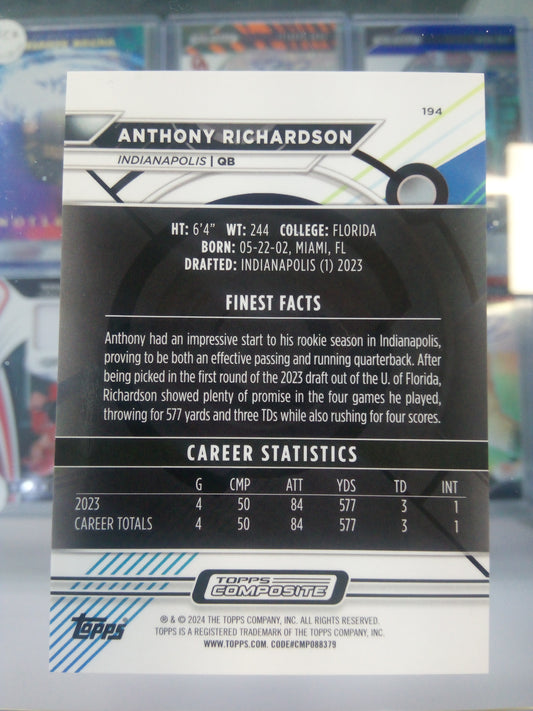 194
ANTHONY RICHARDSON
INDIANAPOLIS | QB
HT: 6'4" WT: 244 COLLEGE: FLORIDA
BORN: 05-22-02, MIAMI, FL
DRAFTED: INDIANAPOLIS (1) 2023
FINEST FACTS
Anthony had an impressive start to his rookie season in Indianapolis,
proving to be both an effective passing and running quarterback. After
being picked in the first round of the 2023 draft out of the U. of Florida,
Richardson showed plenty of promise in the four games he played,
throwing for 577 yards and three TDs while also rushing for four scores.
CAREER STATISTICS
G CMP ATT YDS TD INT
2023 4 50 84 577 3 1
CAREER TOTALS 4 50 84 577 3 1
TOPPS
COMPOSITE
TOPPS
® & © 2024 THE TOPPS COMPANY, INC. ALL RIGHTS RESERVED.
TOPPS IS A REGISTERED TRADEMARK OF THE TOPPS COMPANY, INC.
WWW.TOPPS.COM. CODE#CMP088379